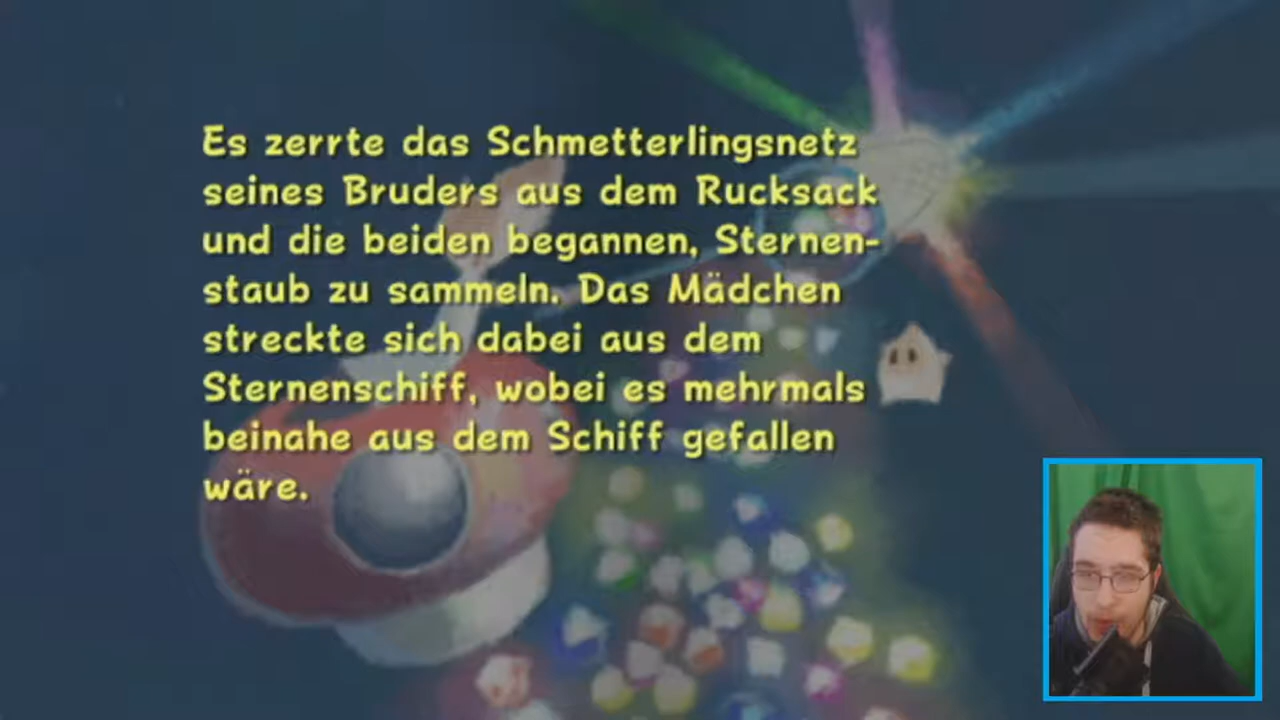 Es zerrte das Schmetterlingsnetz
seines Bruders aus dem Rucksack
und die beiden begannen, Sternen-
staub zu sammeln. Das Mädchen
streckte sich dabei aus dem
Sternenschiff, wobei es mehrmals
beinahe aus dem Schiff gefallen
wäre.